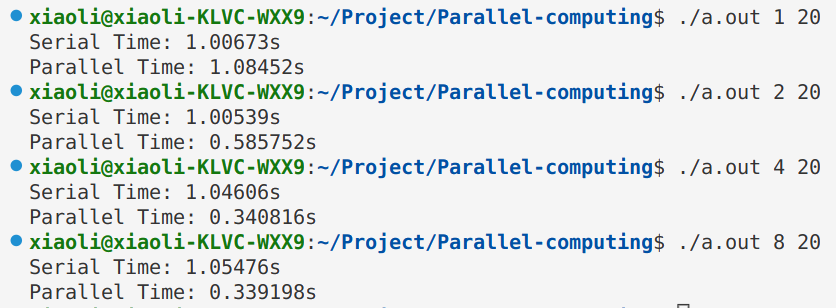 xiaoli@xiaoli-KLVC-WXX9:~/Project/Parallel-computing$ ./a.out 1 20
Serial Time: 1.00673s
Parallel Time: 1.08452s
xiaoli@xiaoli-KLVC-WXX9:~/Project/Parallel-computing$ ./a.out 2 20
Serial Time: 1.00539s
Parallel Time: 0.585752s
xiaoli@xiaoli-KLVC-WXX9:~/Project/Parallel-computing$ ./a.out 4 20
Serial Time: 1.04606s
Parallel Time: 0.340816s
xiaoli@xiaoli-KLVC-WXX9:~/Project/Parallel-computing$ ./a.out 8 20
Serial Time: 1.05476s
Parallel Time: 0.339198s